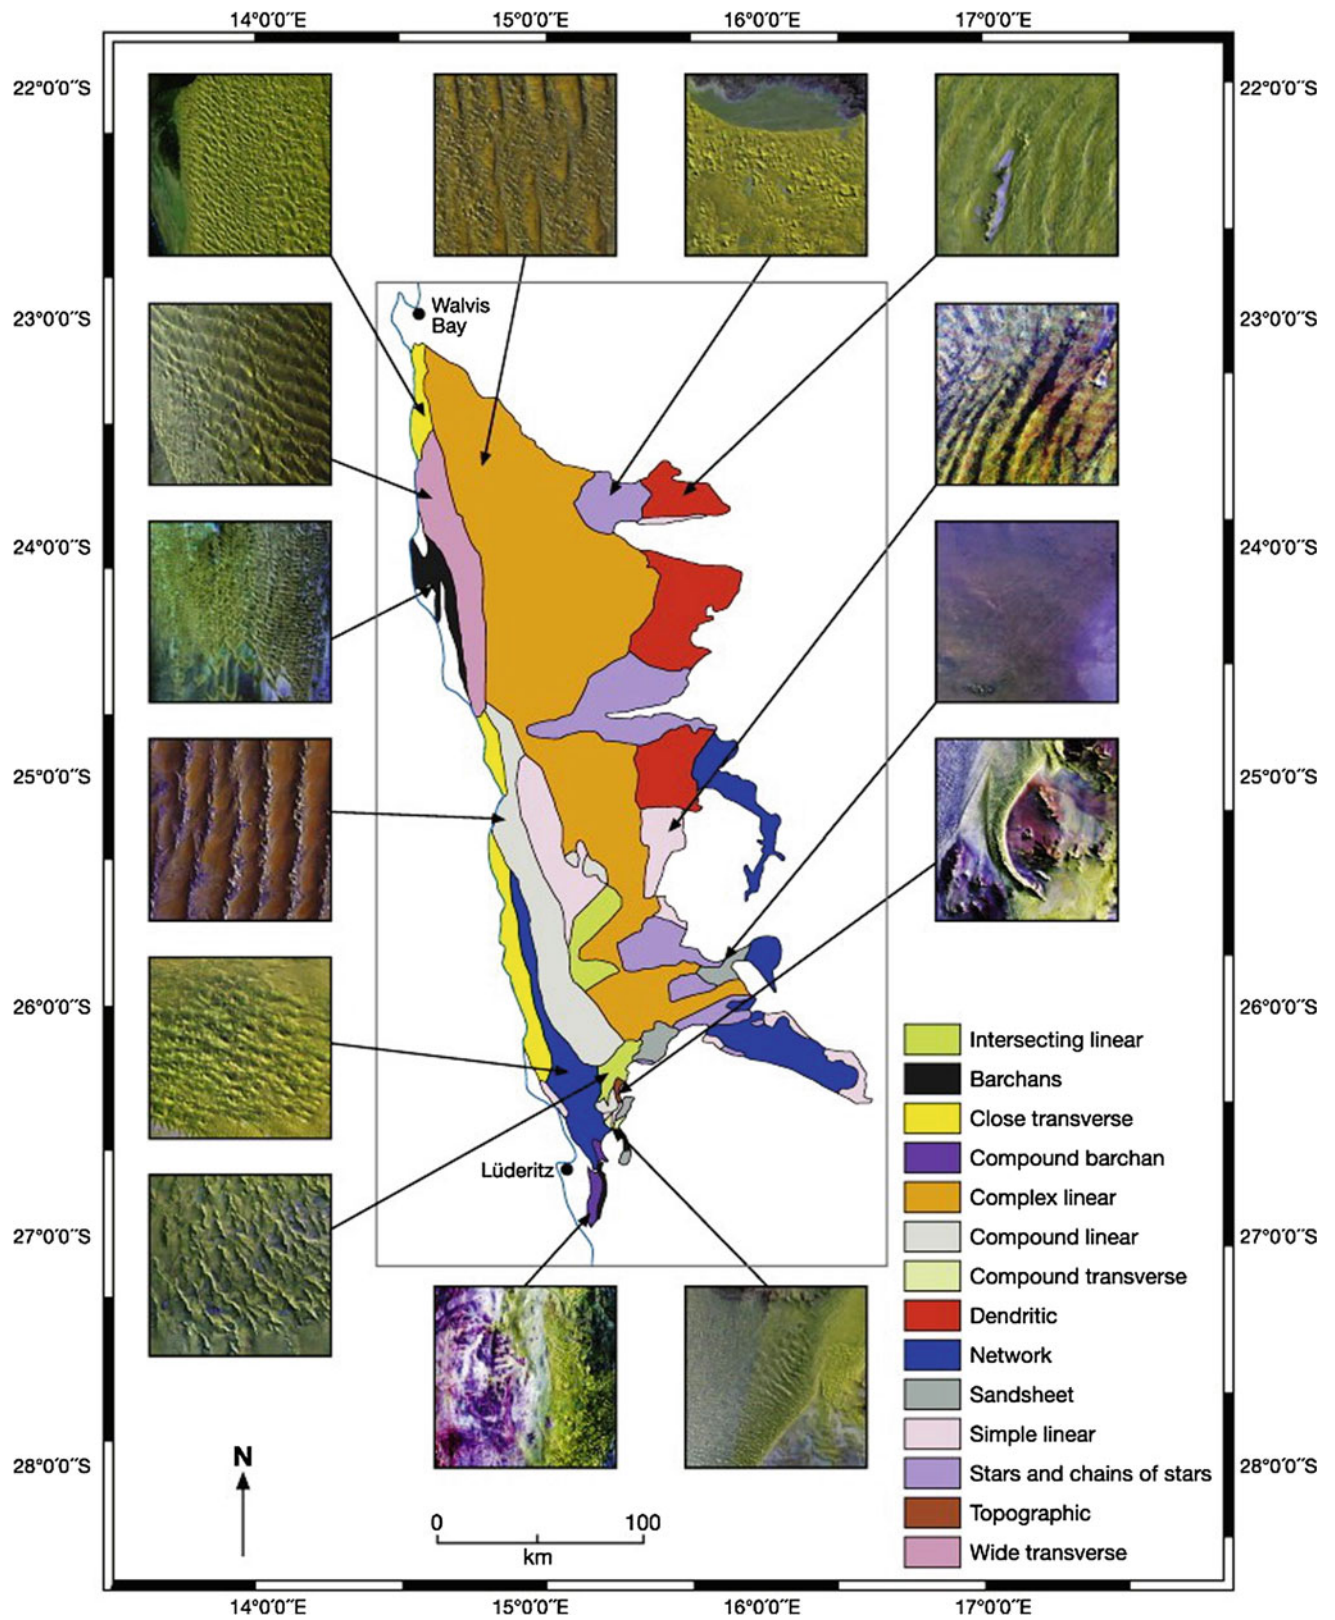 14°0′0″E 15°0′0″E 16°0′0″E 17°0′0″E
22°0′0″S 22°0′0″S
Walvis
Bay
23°0′0″S 23°0′0″S
24°0′0″S 24°0′0″S
25°0′0″S 25°0′0″S
26°0′0″S 26°0′0″S
Intersecting linear
Barchans
Close transverse
Compound barchan
Lüderitz
Complex linear
27°0′0″S 27°0′0″S
Compound linear
Compound transverse
Dendritic
Network
Sandsheet
Simple linear
N
28°0′0″S 28°0′0″S
Stars and chains of stars
Topographic
0 100
km
Wide transverse
14°0′0″E 15°0′0″E 16°0′0″E 17°0′0″E